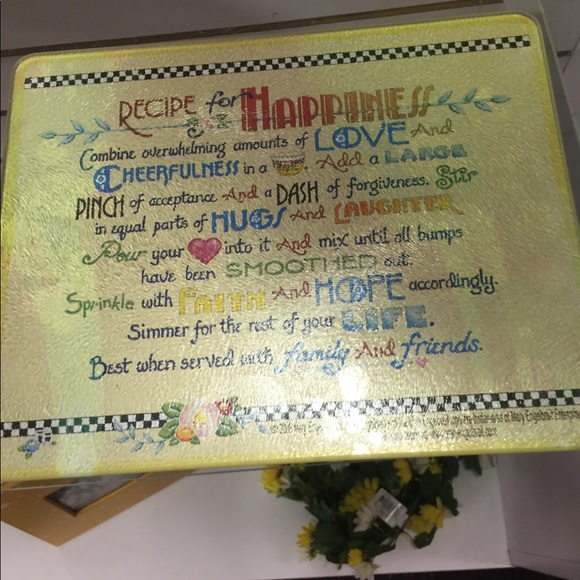 RECIPE for HAPPINESS
Combine overwhelming amounts of LOVE And
CHEERFULNESS in a . Add a LARGE
PINCH of acceptance And a DASH of forgiveness. Stir
in equal parts of HUGS And LAUGHTER.
Pour your into it And mix until all bumps
have been SMOOTHED out.
Sprinkle with FAITH And HOPE accordingly.
Simmer for the rest of your LIFE.
Best when served with family And friends.